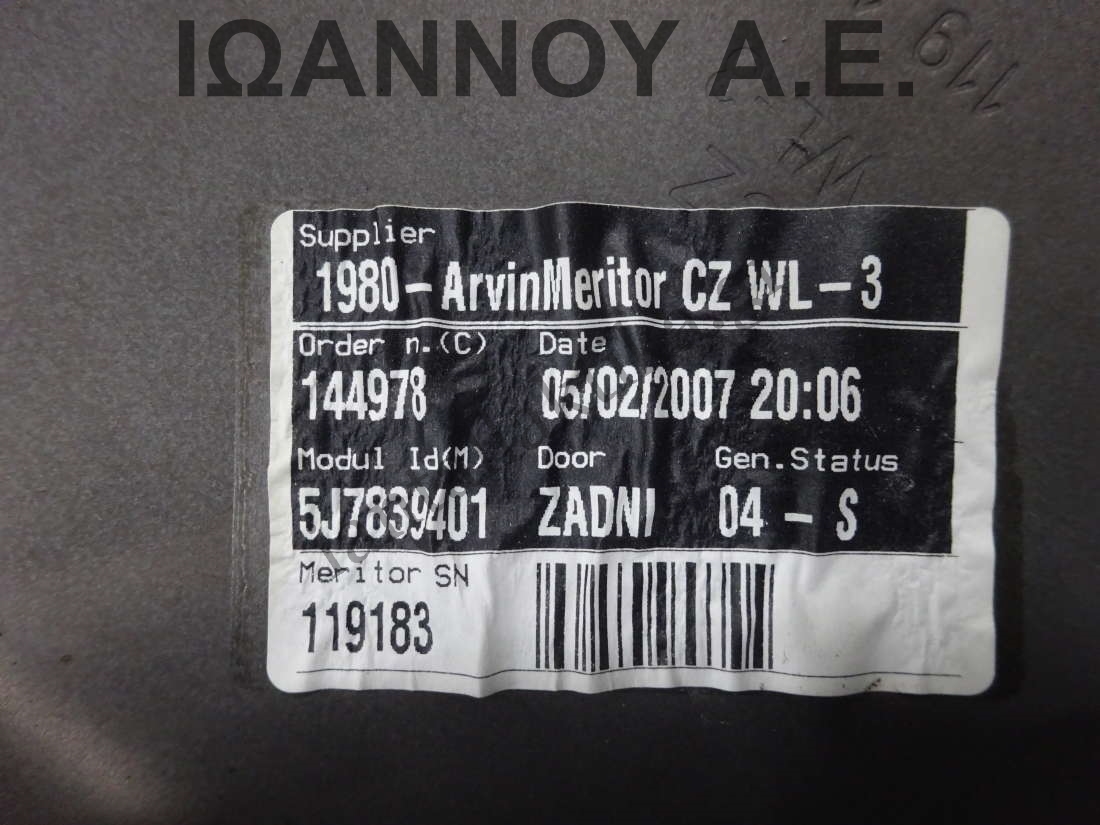 ΙΩΑΝΝΟΥ Α.Ε.
119
Supplier
1980-ArvinMeritor CZ WL-3
Order n.(C) Date
144978 05/02/2007 20:06
Modul Id(M) Door Gen.Status
5J7839401 ZADNI 04 - S
Meritor SN
119183